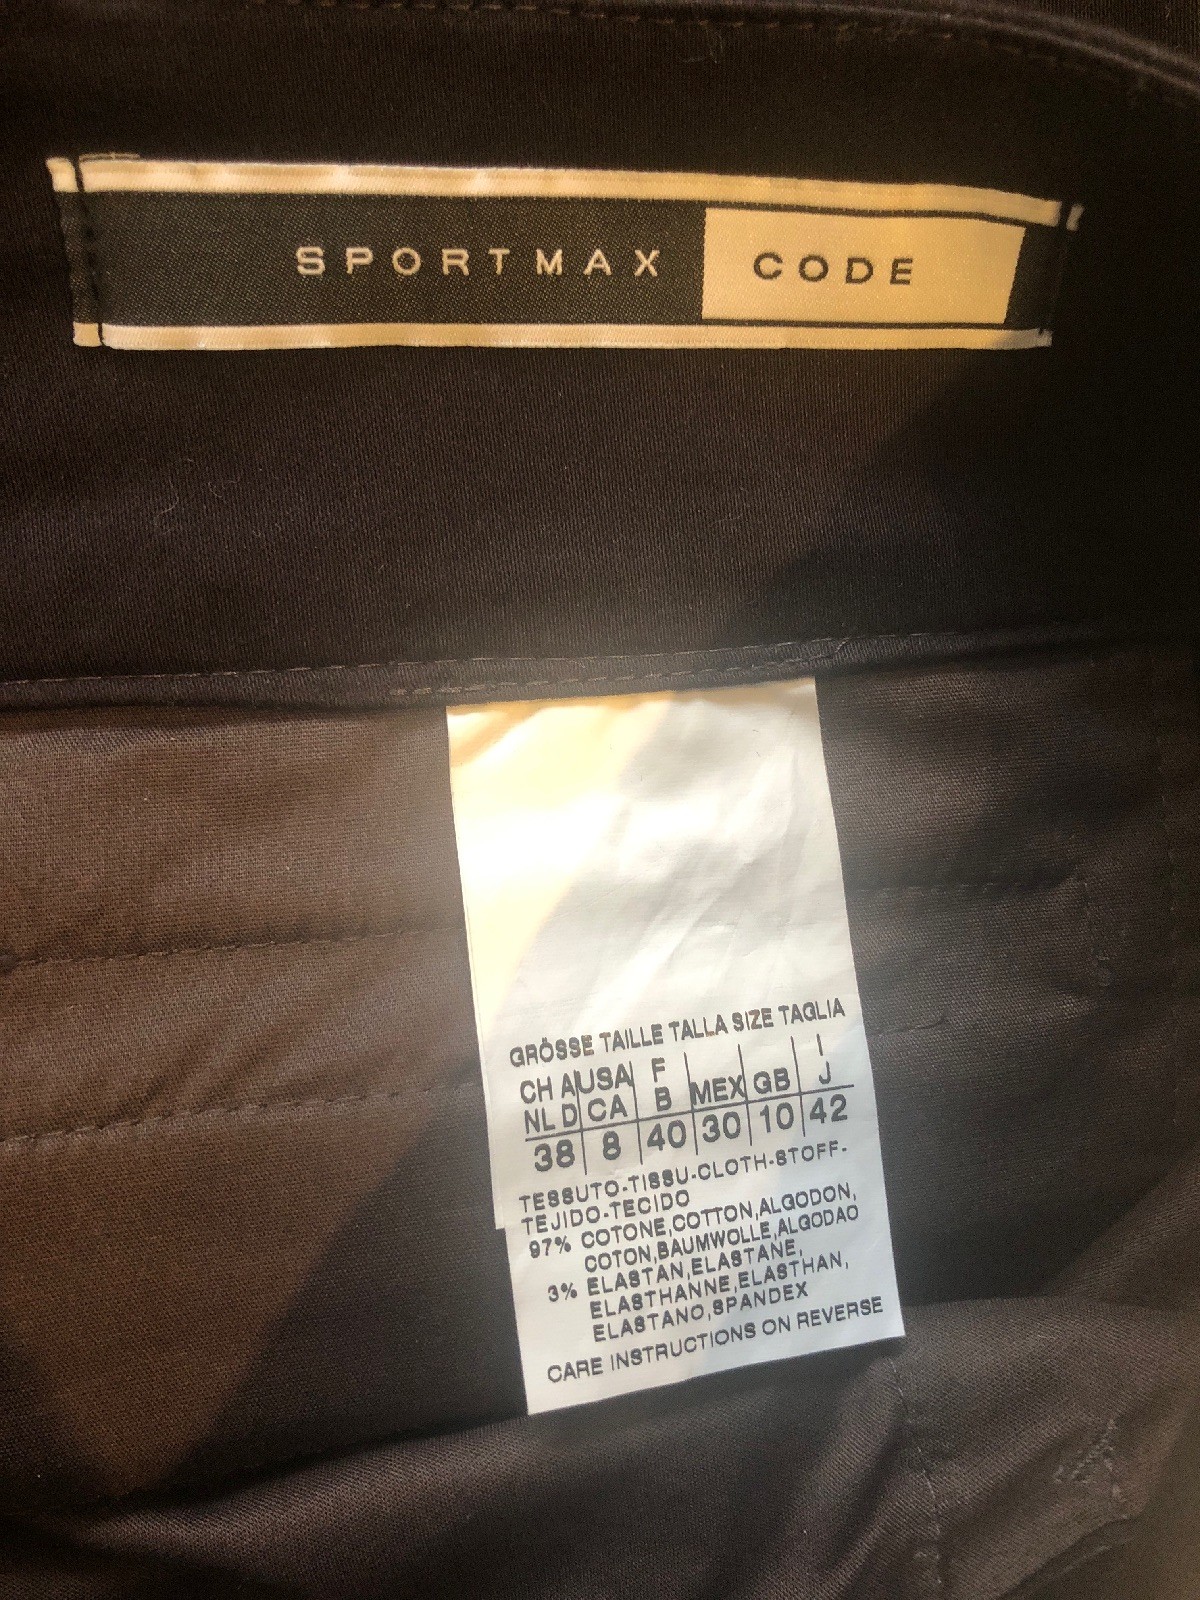 SPORTMAX CODE
GRÖSSE TAILLE TALLA SIZE TAGLIA
CH A USA F MEX GB I
NL D CA B J
38 8 40 30 10 42
TESSUTO-TISSU-CLOTH-STOFF-
TEJIDO-TECIDO
97% COTONE,COTTON,ALGODON,
COTON,BAUMWOLLE,ALGODAO
3% ELASTAN,ELASTANE,
ELASTHANNE,ELASTHAN,
ELASTANO,SPANDEX
CARE INSTRUCTIONS ON REVERSE